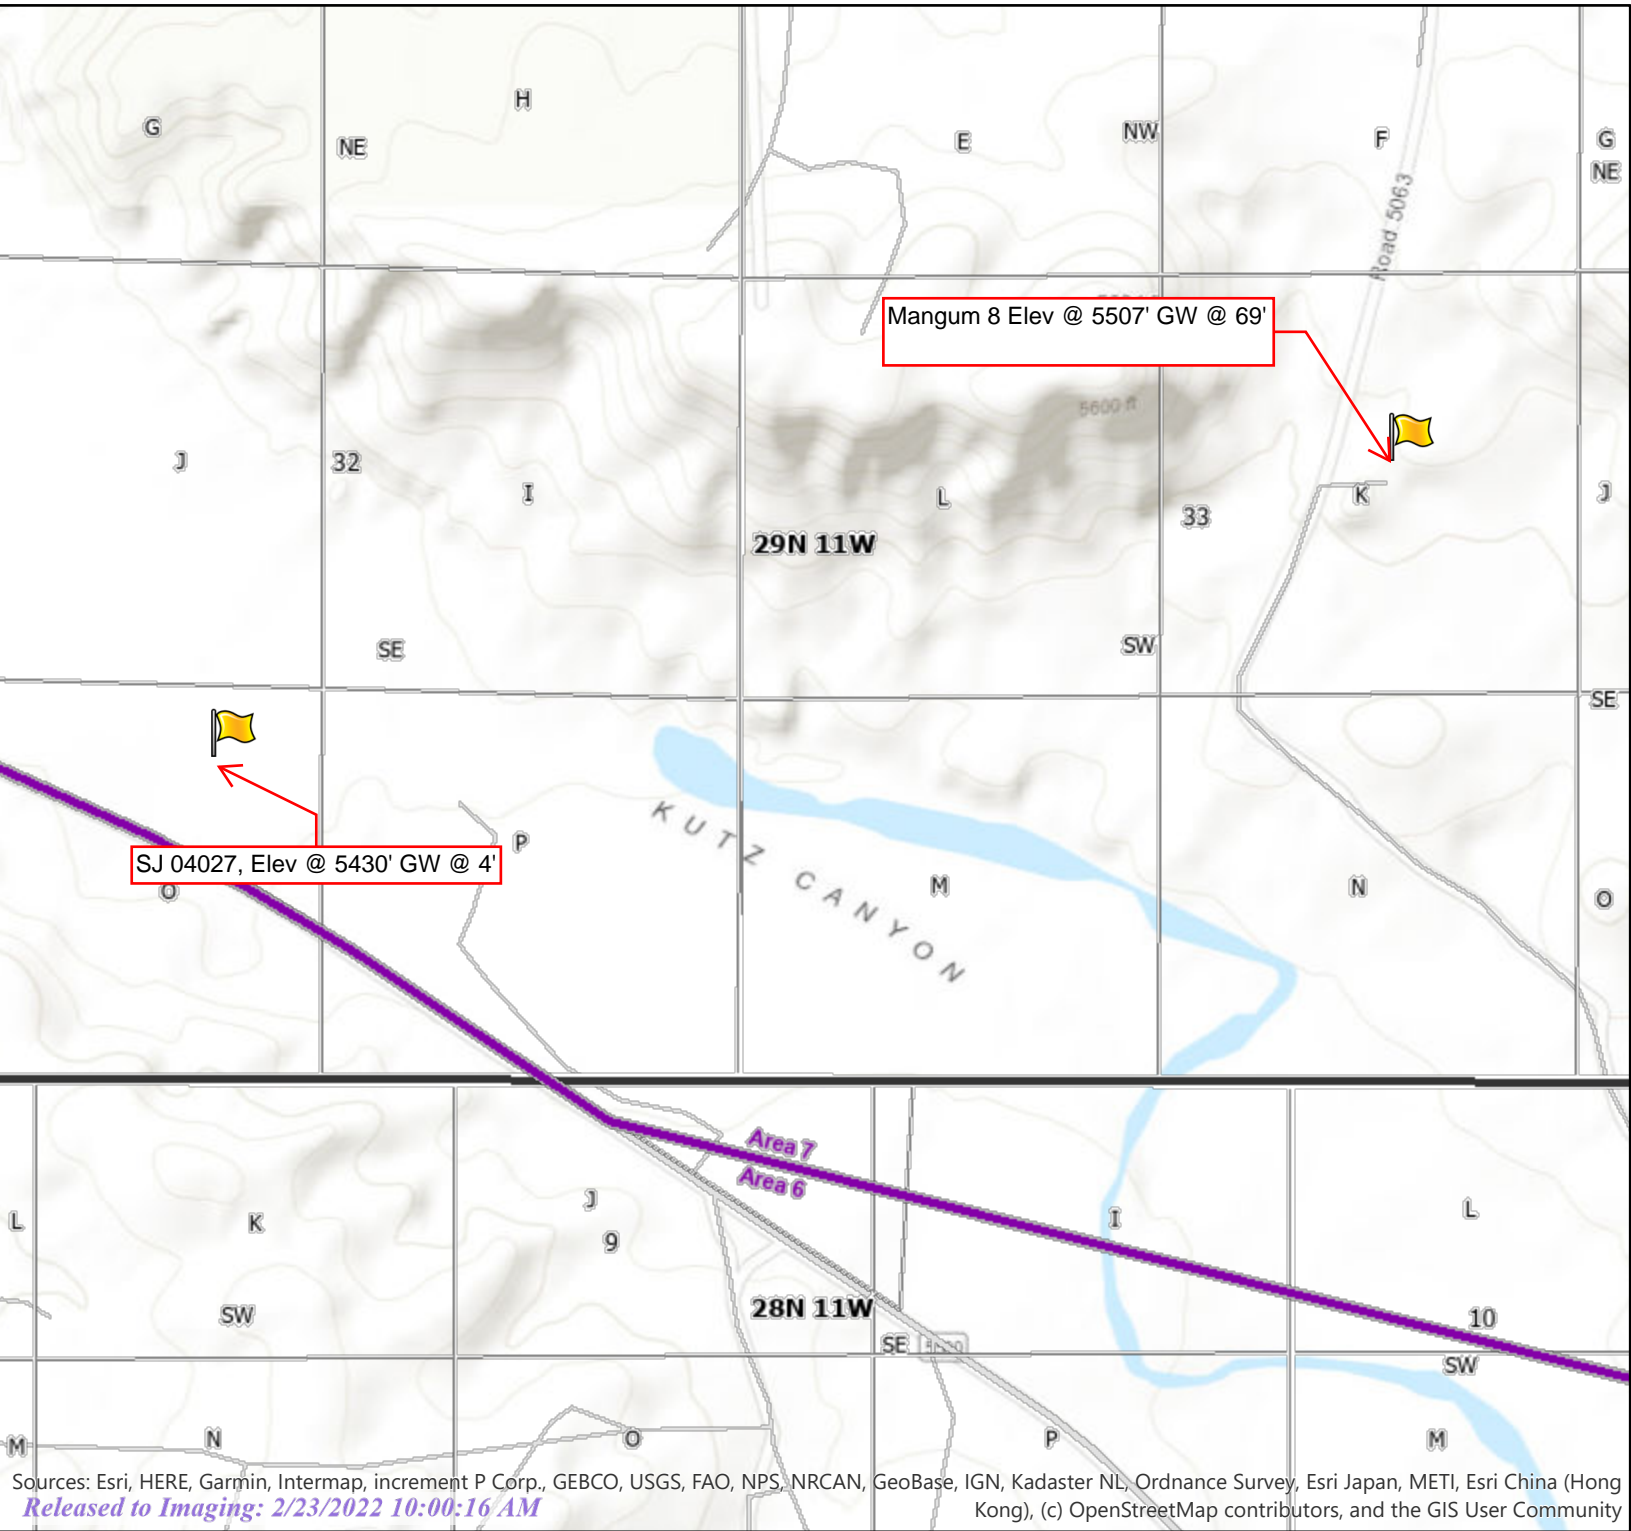 H
G
NE
E
NW
F
G
NE
Road 5063
Mangum 8 Elev @ 5507' GW @ 69'
5600 ft
J
32
I
L
33
K
J
29N 11W
SE
SW
SE
SJ 04027, Elev @ 5430' GW @ 4'
P
O
KUTZ CANYON
M
N
O
Area 7
Area 6
L
K
J
9
I
L
SW
28N 11W
SE
10
SW
M
N
O
P
M
Sources: Esri, HERE, Garmin, Intermap, increment P Corp., GEBCO, USGS, FAO, NPS, NRCAN, GeoBase, IGN, Kadaster NL, Ordnance Survey, Esri Japan, METI, Esri China (Hong
Kong), (c) OpenStreetMap contributors, and the GIS User Community
Released to Imaging: 2/23/2022 10:00:16 AM